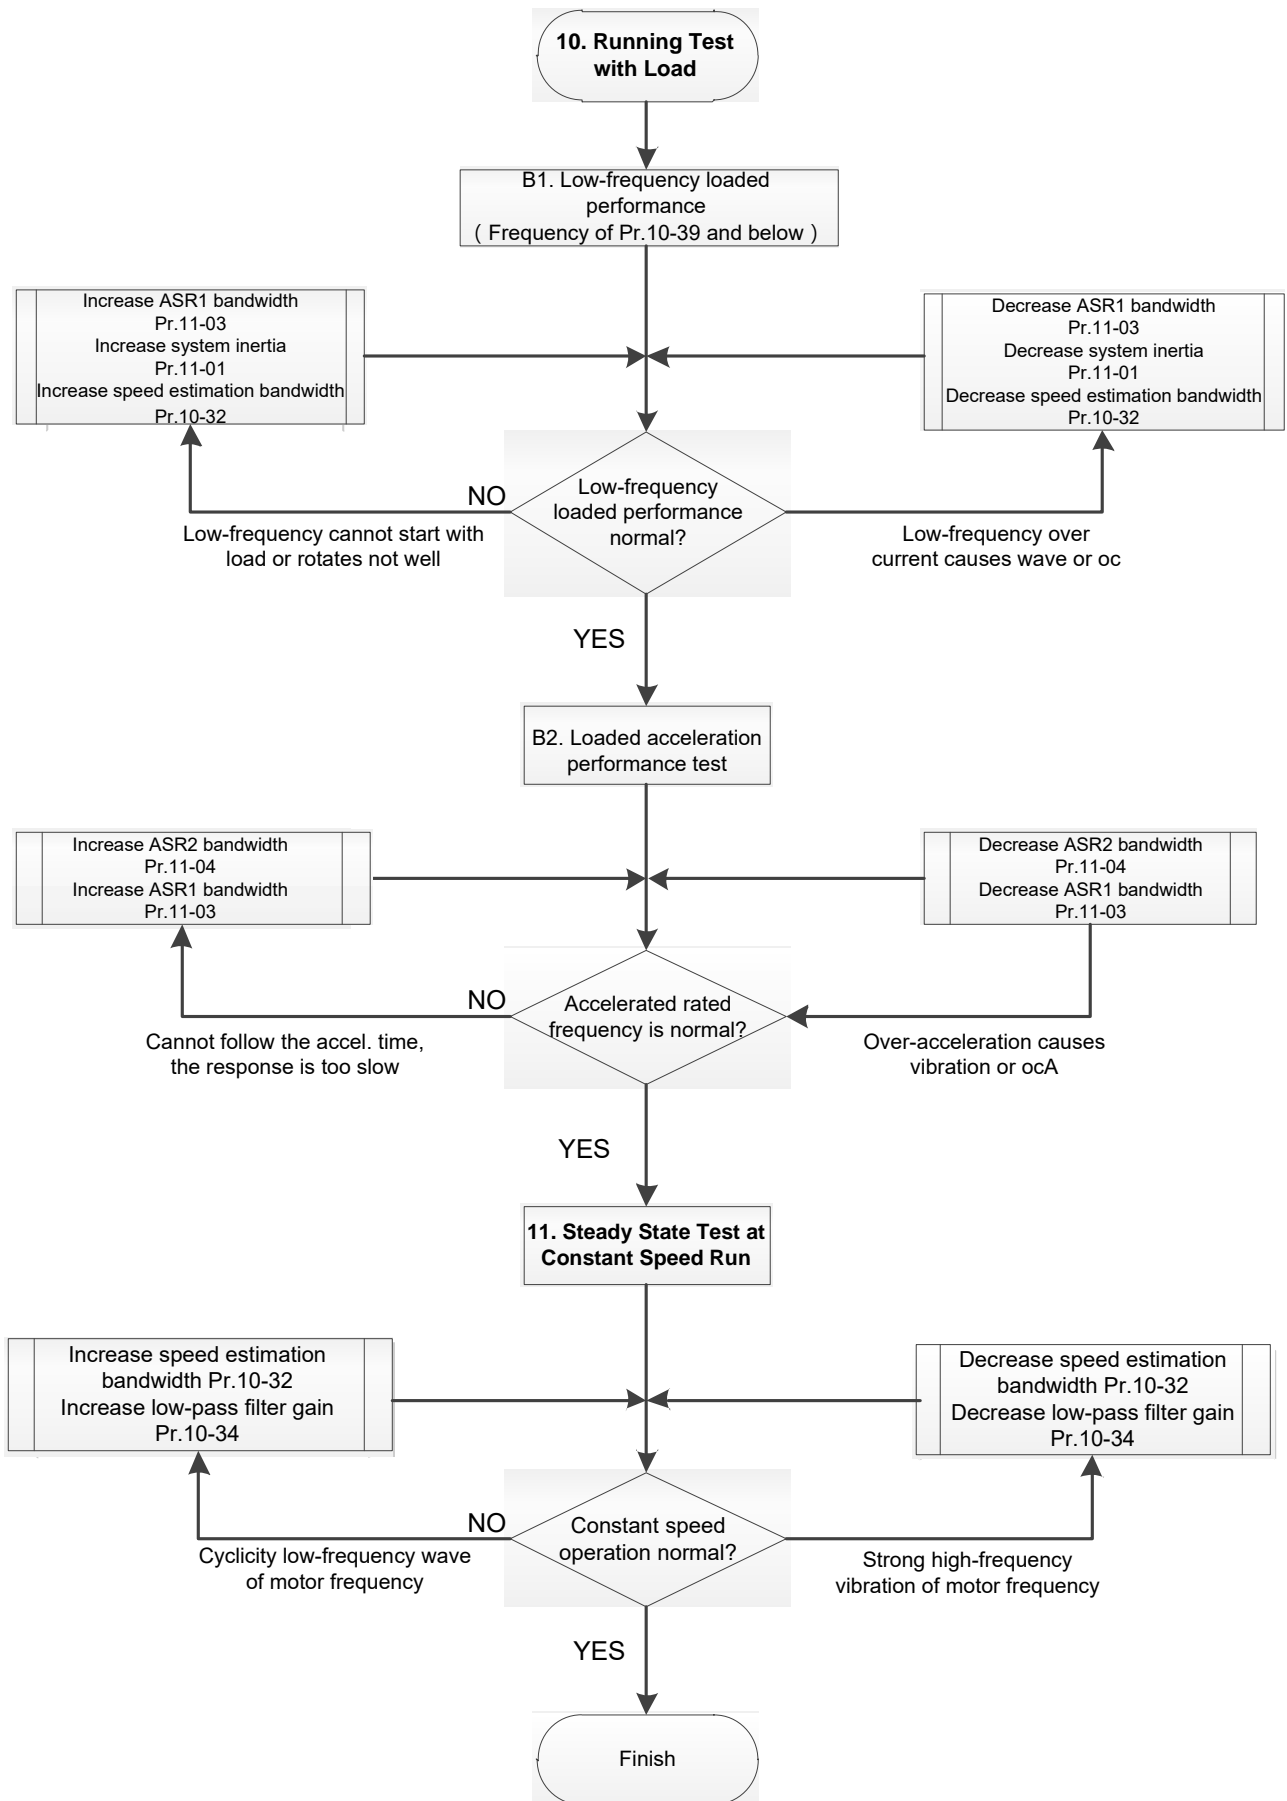 10. Running Test
with Load
B1. Low-frequency loaded
performance
( Frequency of Pr.10-39 and below )
Increase ASR1 bandwidth
Pr.11-03
Increase system inertia
Pr.11-01
Increase speed estimation bandwidth
Pr.10-32
Decrease ASR1 bandwidth
Pr.11-03
Decrease system inertia
Pr.11-01
Decrease speed estimation bandwidth
Pr.10-32
Low-frequency
loaded performance
normal?
NO
Low-frequency cannot start with
load or rotates not well
Low-frequency over
current causes wave or oc
YES
B2. Loaded acceleration
performance test
Increase ASR2 bandwidth
Pr.11-04
Increase ASR1 bandwidth
Pr.11-03
Decrease ASR2 bandwidth
Pr.11-04
Decrease ASR1 bandwidth
Pr.11-03
NO
Accelerated rated
frequency is normal?
Cannot follow the accel. time,
the response is too slow
Over-acceleration causes
vibration or ocA
YES
11. Steady State Test at
Constant Speed Run
Increase speed estimation
bandwidth Pr.10-32
Increase low-pass filter gain
Pr.10-34
Decrease speed estimation
bandwidth Pr.10-32
Decrease low-pass filter gain
Pr.10-34
NO
Constant speed
operation normal?
Cyclicity low-frequency wave
of motor frequency
Strong high-frequency
vibration of motor frequency
YES
Finish